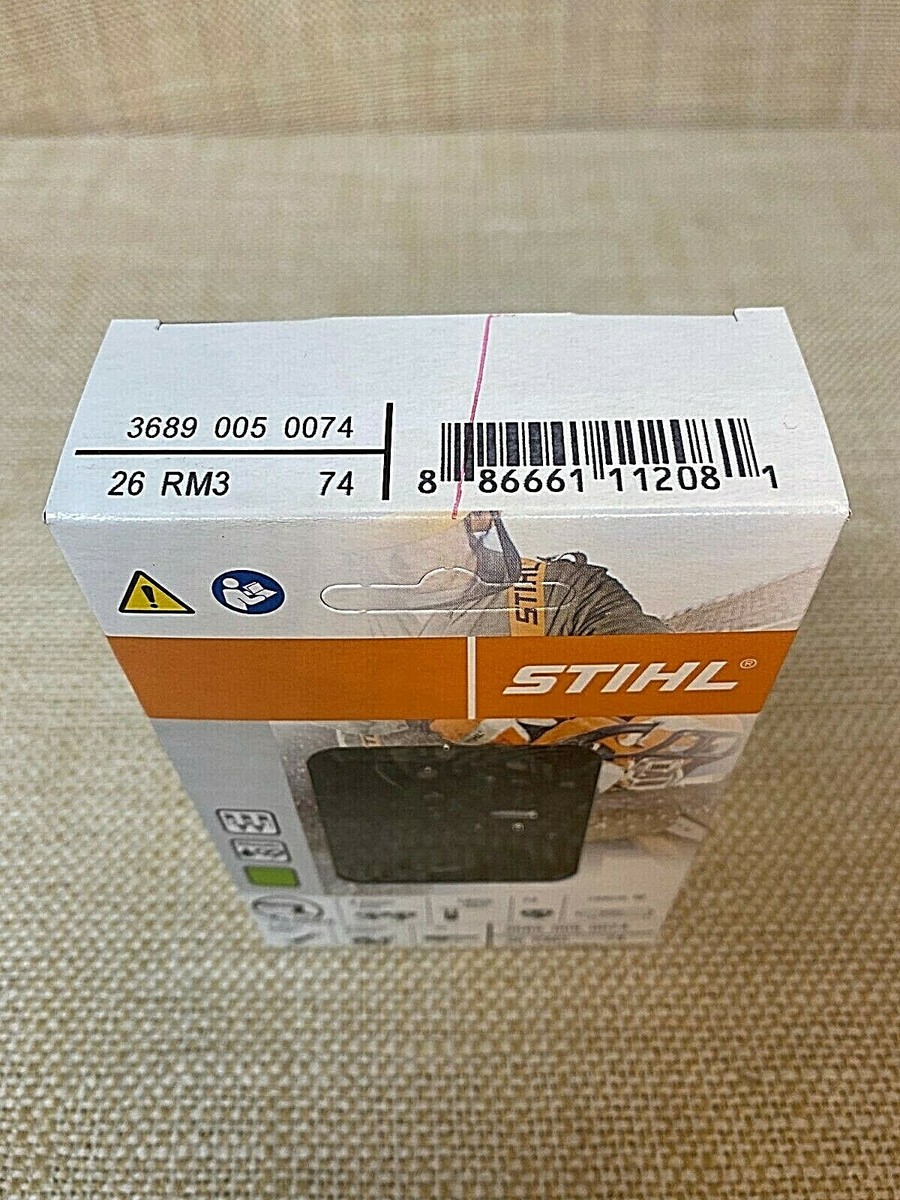 3689 005 0074
26 RM3 74
8 86661 11208 1
STIHL
STIHL®